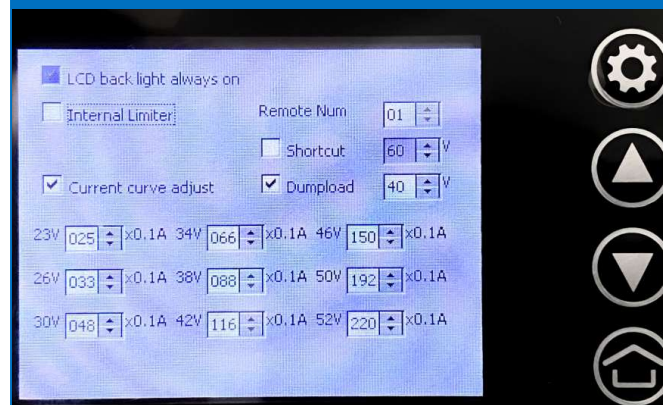 LCD back light always on
Internal Limiter Remote Num 01
Shortcut 60 V
Current curve adjust Dumpload 40 V
23V 025 x0.1A 34V 066 x0.1A 46V 150 x0.1A
26V 033 x0.1A 38V 088 x0.1A 50V 192 x0.1A
30V 048 x0.1A 42V 116 x0.1A 52V 220 x0.1A